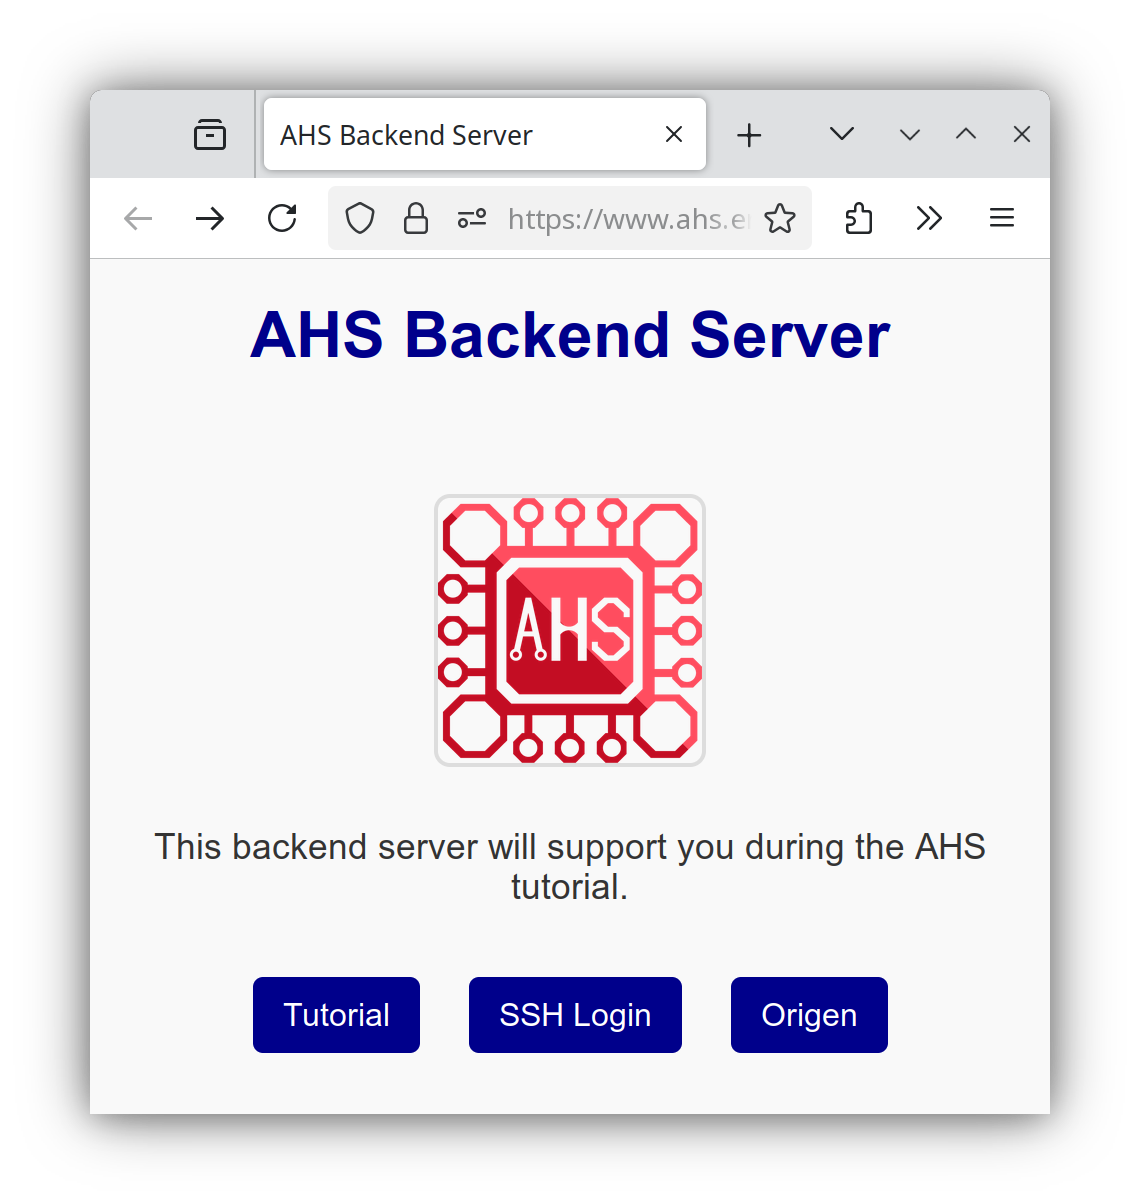 AHS Backend Server
https://www.ahs.e
AHS Backend Server
AHS
This backend server will support you during the AHS
tutorial.
Tutorial
SSH Login
Origen